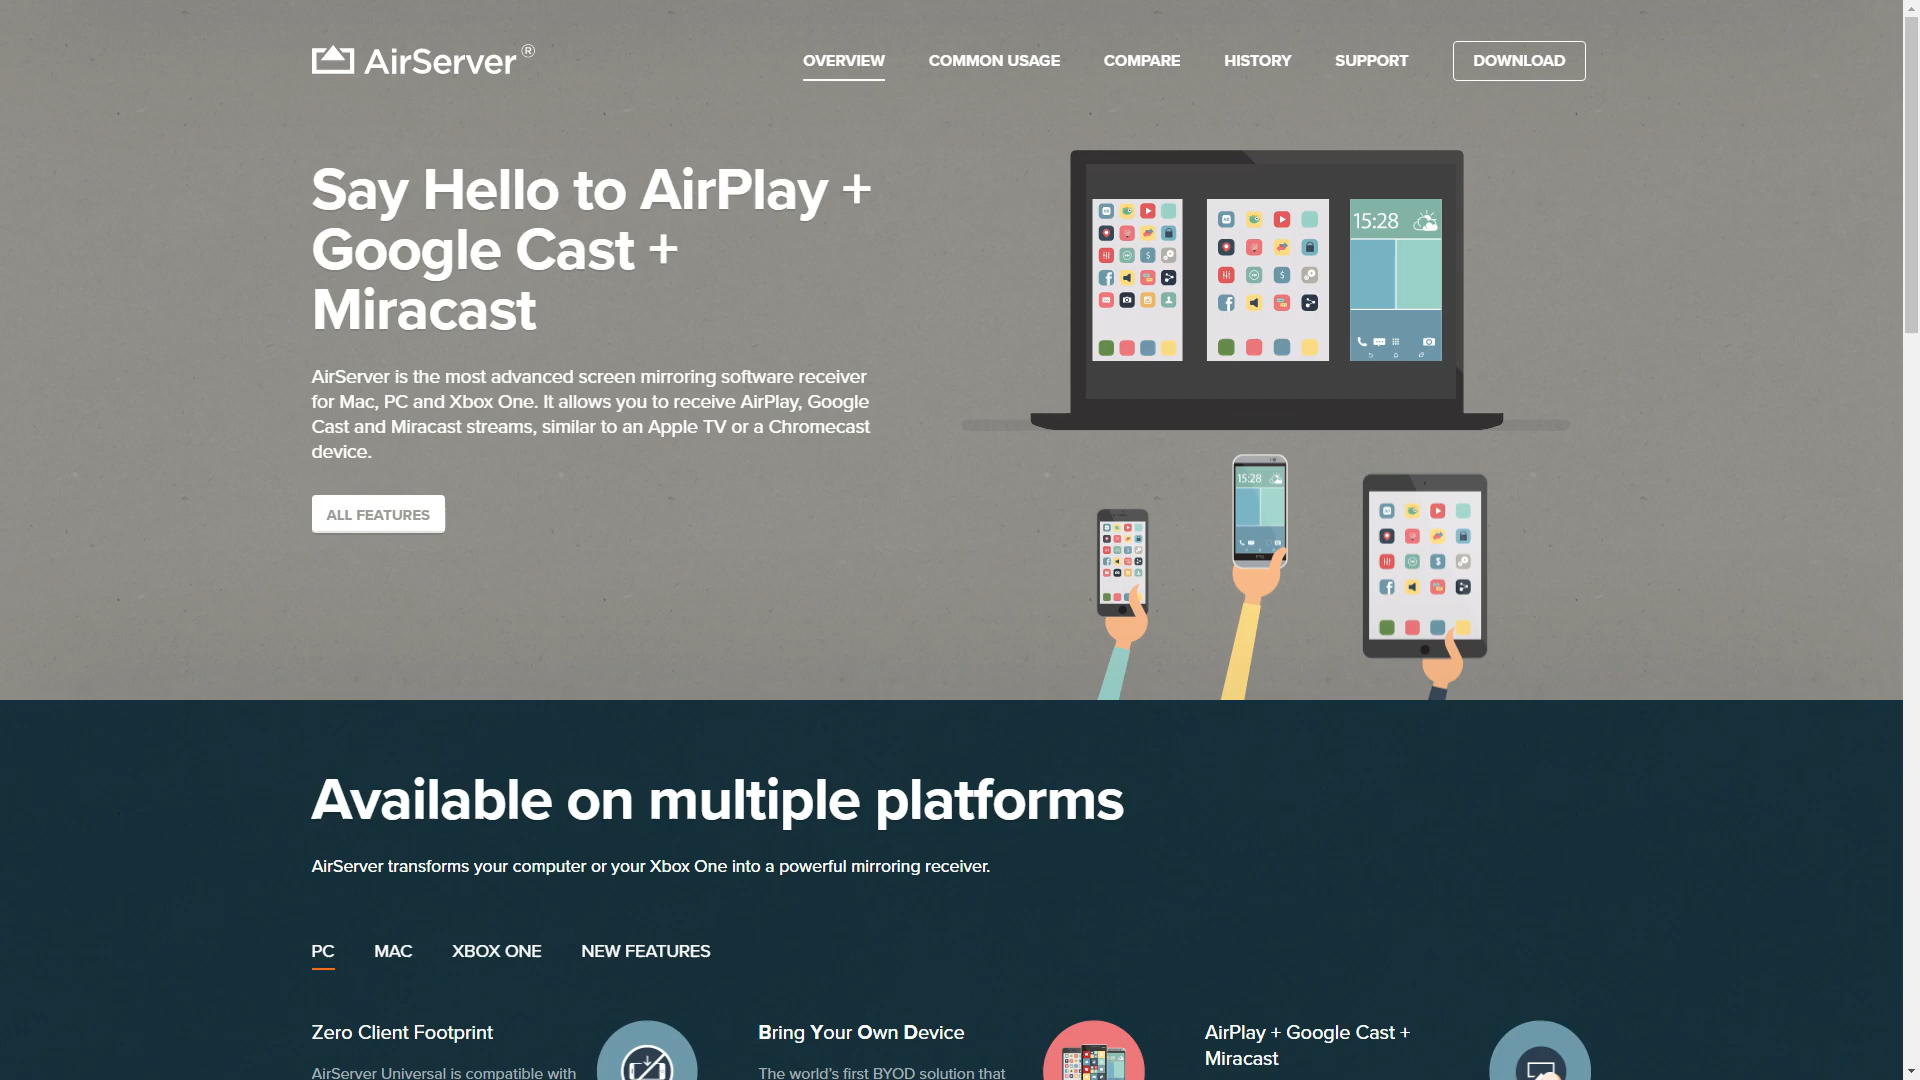 AirServer®
OVERVIEW
COMMON USAGE
COMPARE
HISTORY
SUPPORT
DOWNLOAD
Say Hello to AirPlay +
Google Cast +
Miracast
AirServer is the most advanced screen mirroring software receiver
for Mac, PC and Xbox One. It allows you to receive AirPlay, Google
Cast and Miracast streams, similar to an Apple TV or a Chromecast
device.
ALL FEATURES
15:28
15:28
Available on multiple platforms
AirServer transforms your computer or your Xbox One into a powerful mirroring receiver.
PC
MAC
XBOX ONE
NEW FEATURES
Zero Client Footprint
AirServer Universal is compatible with
Bring Your Own Device
The world's first BYOD solution that
AirPlay + Google Cast +
Miracast